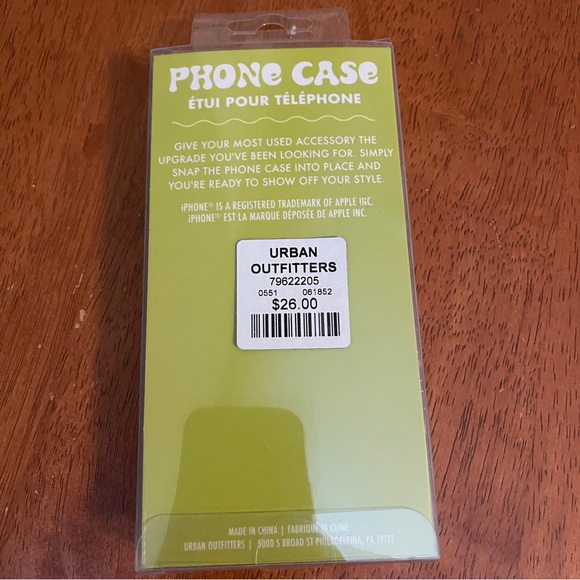 PHONE CASE
ÉTUI POUR TÉLÉPHONE
GIVE YOUR MOST USED ACCESSORY THE
UPGRADE YOU'VE BEEN LOOKING FOR. SIMPLY
SNAP THE PHONE CASE INTO PLACE AND
YOU'RE READY TO SHOW OFF YOUR STYLE.
iPHONE® IS A REGISTERED TRADEMARK OF APPLE INC.
iPHONE® EST LA MARQUE DÉPOSÉE DE APPLE INC.
URBAN
OUTFITTERS
79622205
0551 061852
$26.00
MADE IN CHINA | FABRIQUÉ IN CHINE
URBAN OUTFITTERS | 5000 S BROAD ST PHILADELPHIA, PA 19112